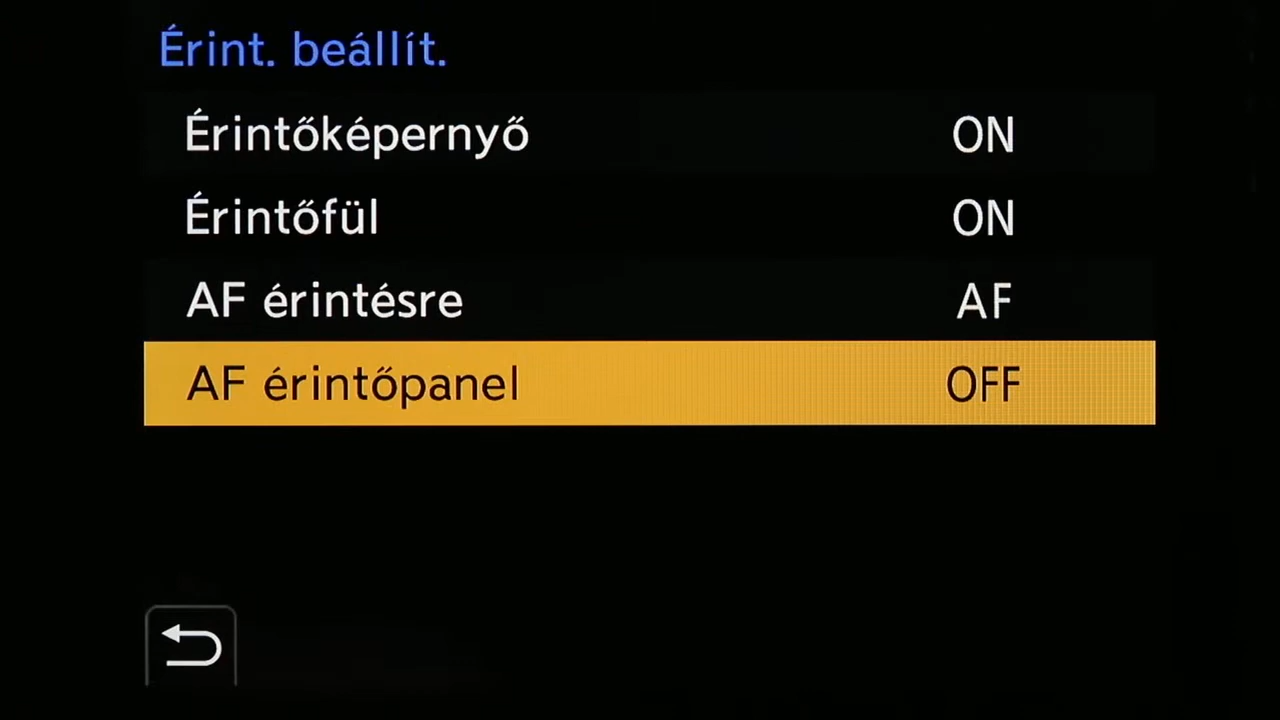 Érint. beállít.
Érintőképernyő ON
Érintőfül ON
AF érintésre AF
AF érintőpanel OFF